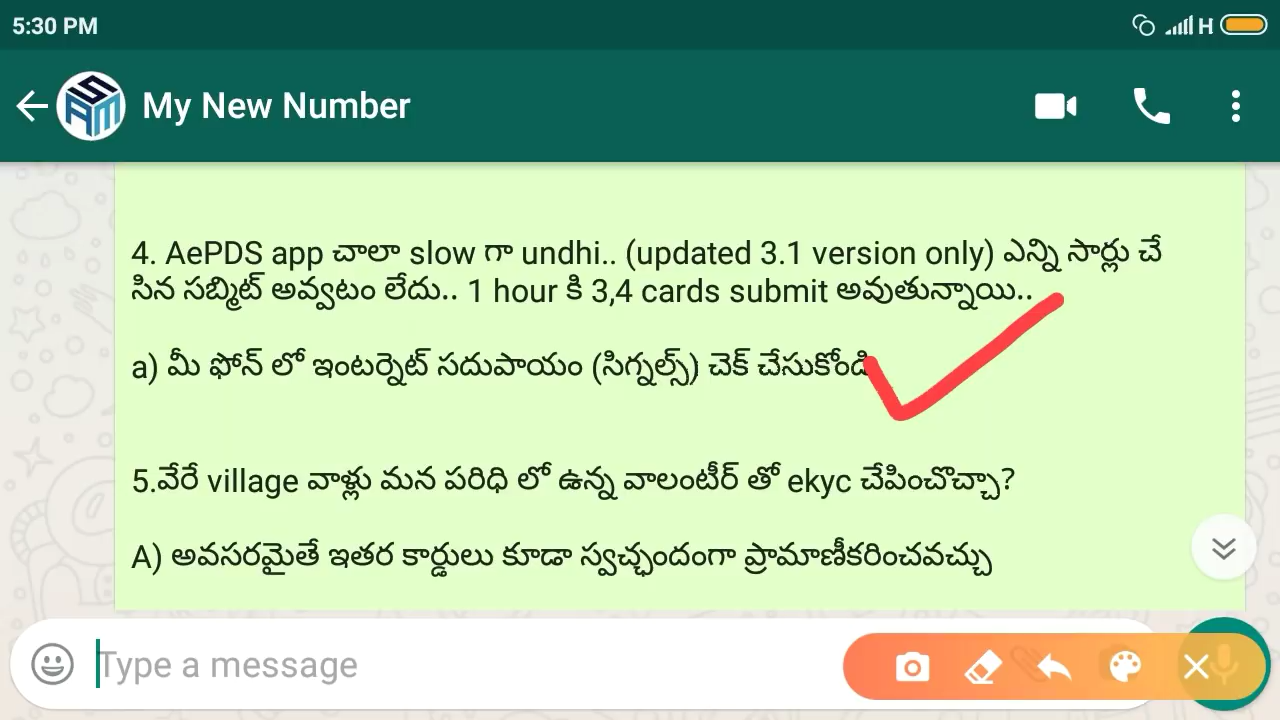 5:30 PM
H
SAM
My New Number
4. AePDS app చాలా slow గా undhi.. (updated 3.1 version only) ఎన్ని సార్లు చే
సిన సబ్మిట్ అవ్వటం లేదు.. 1 hour కి 3,4 cards submit అవుతున్నాయి..
a) మీ ఫోన్ లో ఇంటర్నెట్ సదుపాయం (సిగ్నల్స్) చెక్ చేసుకోండి
5.వేరే village వాళ్లు మన పరిధి లో ఉన్న వాలంటీర్ తో ekyc చేపించొచ్చా?
A) అవసరమైతే ఇతర కార్డులు కూడా స్వచ్ఛందంగా ప్రామాణీకరించవచ్చు
Type a message